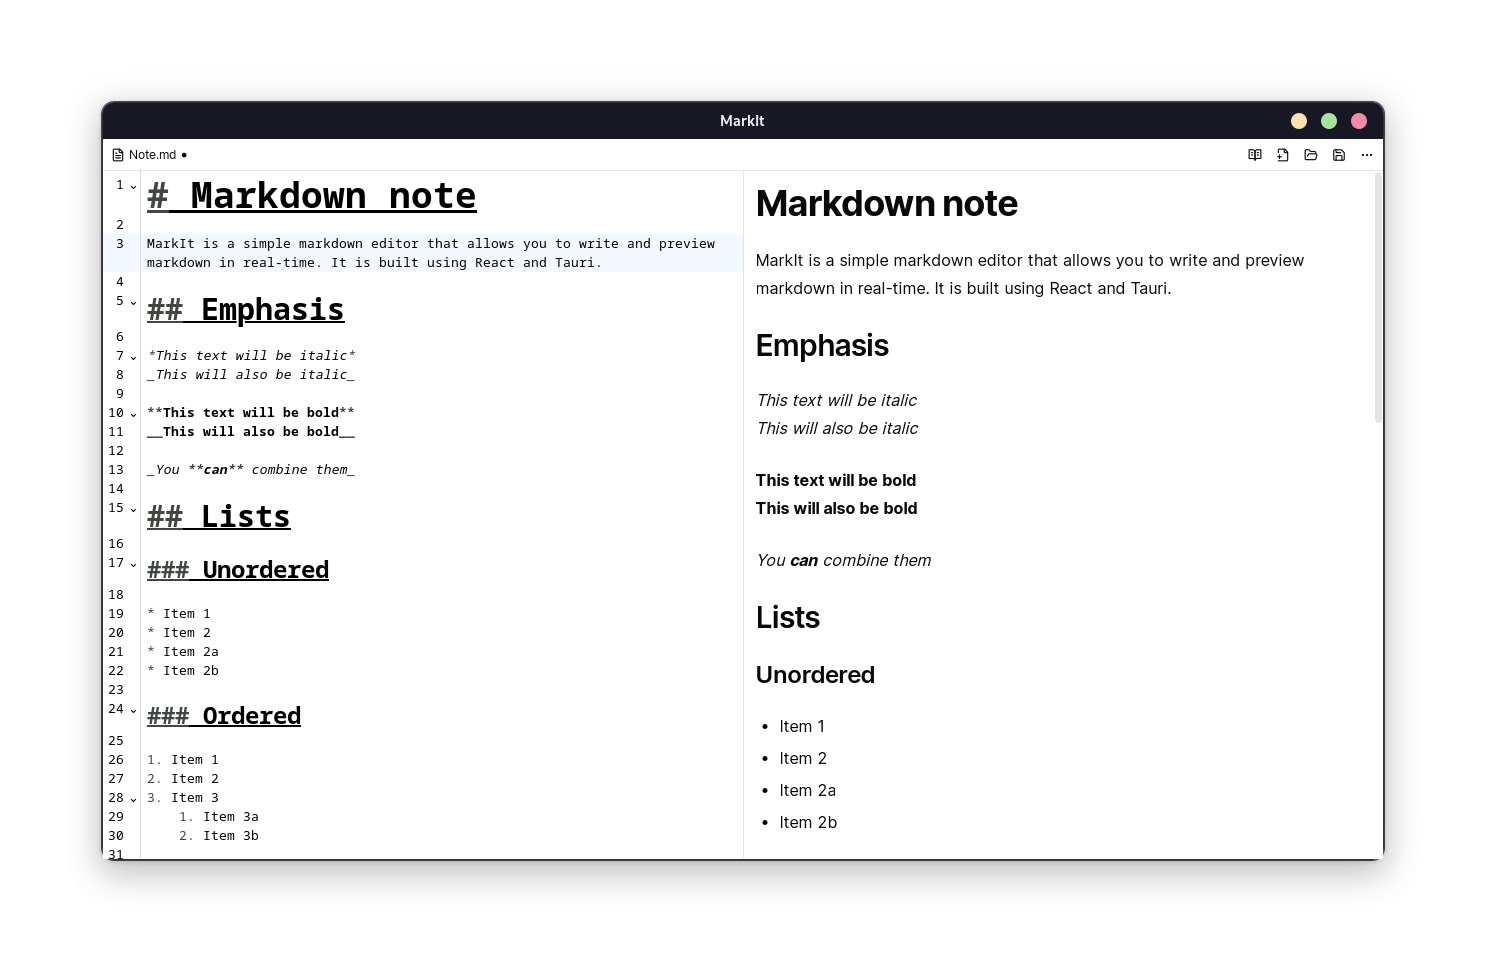 MarkIt
Note.md •
1 # Markdown note
2
3 MarkIt is a simple markdown editor that allows you to write and preview
markdown in real-time. It is built using React and Tauri.
4
5 ## Emphasis
6
7 *This text will be italic*
8 _This will also be italic_
9
10 **This text will be bold**
11 __This will also be bold__
12
13 _You **can** combine them_
14
15 ## Lists
16
17 ### Unordered
18
19 * Item 1
20 * Item 2
21 * Item 2a
22 * Item 2b
23
24 ### Ordered
25
26 1. Item 1
27 2. Item 2
28 3. Item 3
29     1. Item 3a
30     2. Item 3b
31
Markdown note
MarkIt is a simple markdown editor that allows you to write and preview
markdown in real-time. It is built using React and Tauri.
Emphasis
This text will be italic
This will also be italic
This text will be bold
This will also be bold
You can combine them
Lists
Unordered
• Item 1
• Item 2
• Item 2a
• Item 2b